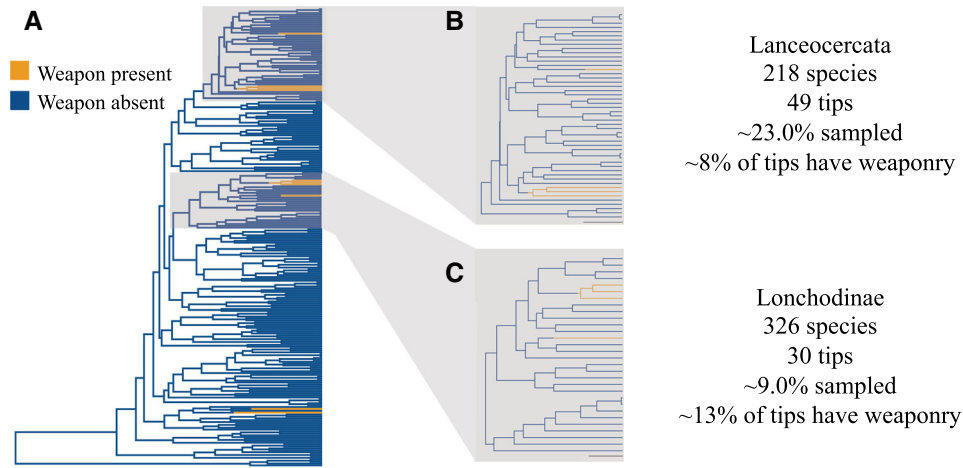 A
Weapon present
Weapon absent
B
Lanceocercata
218 species
49 tips
~23.0% sampled
~8% of tips have weaponry
C
Lonchodinae
326 species
30 tips
~9.0% sampled
~13% of tips have weaponry